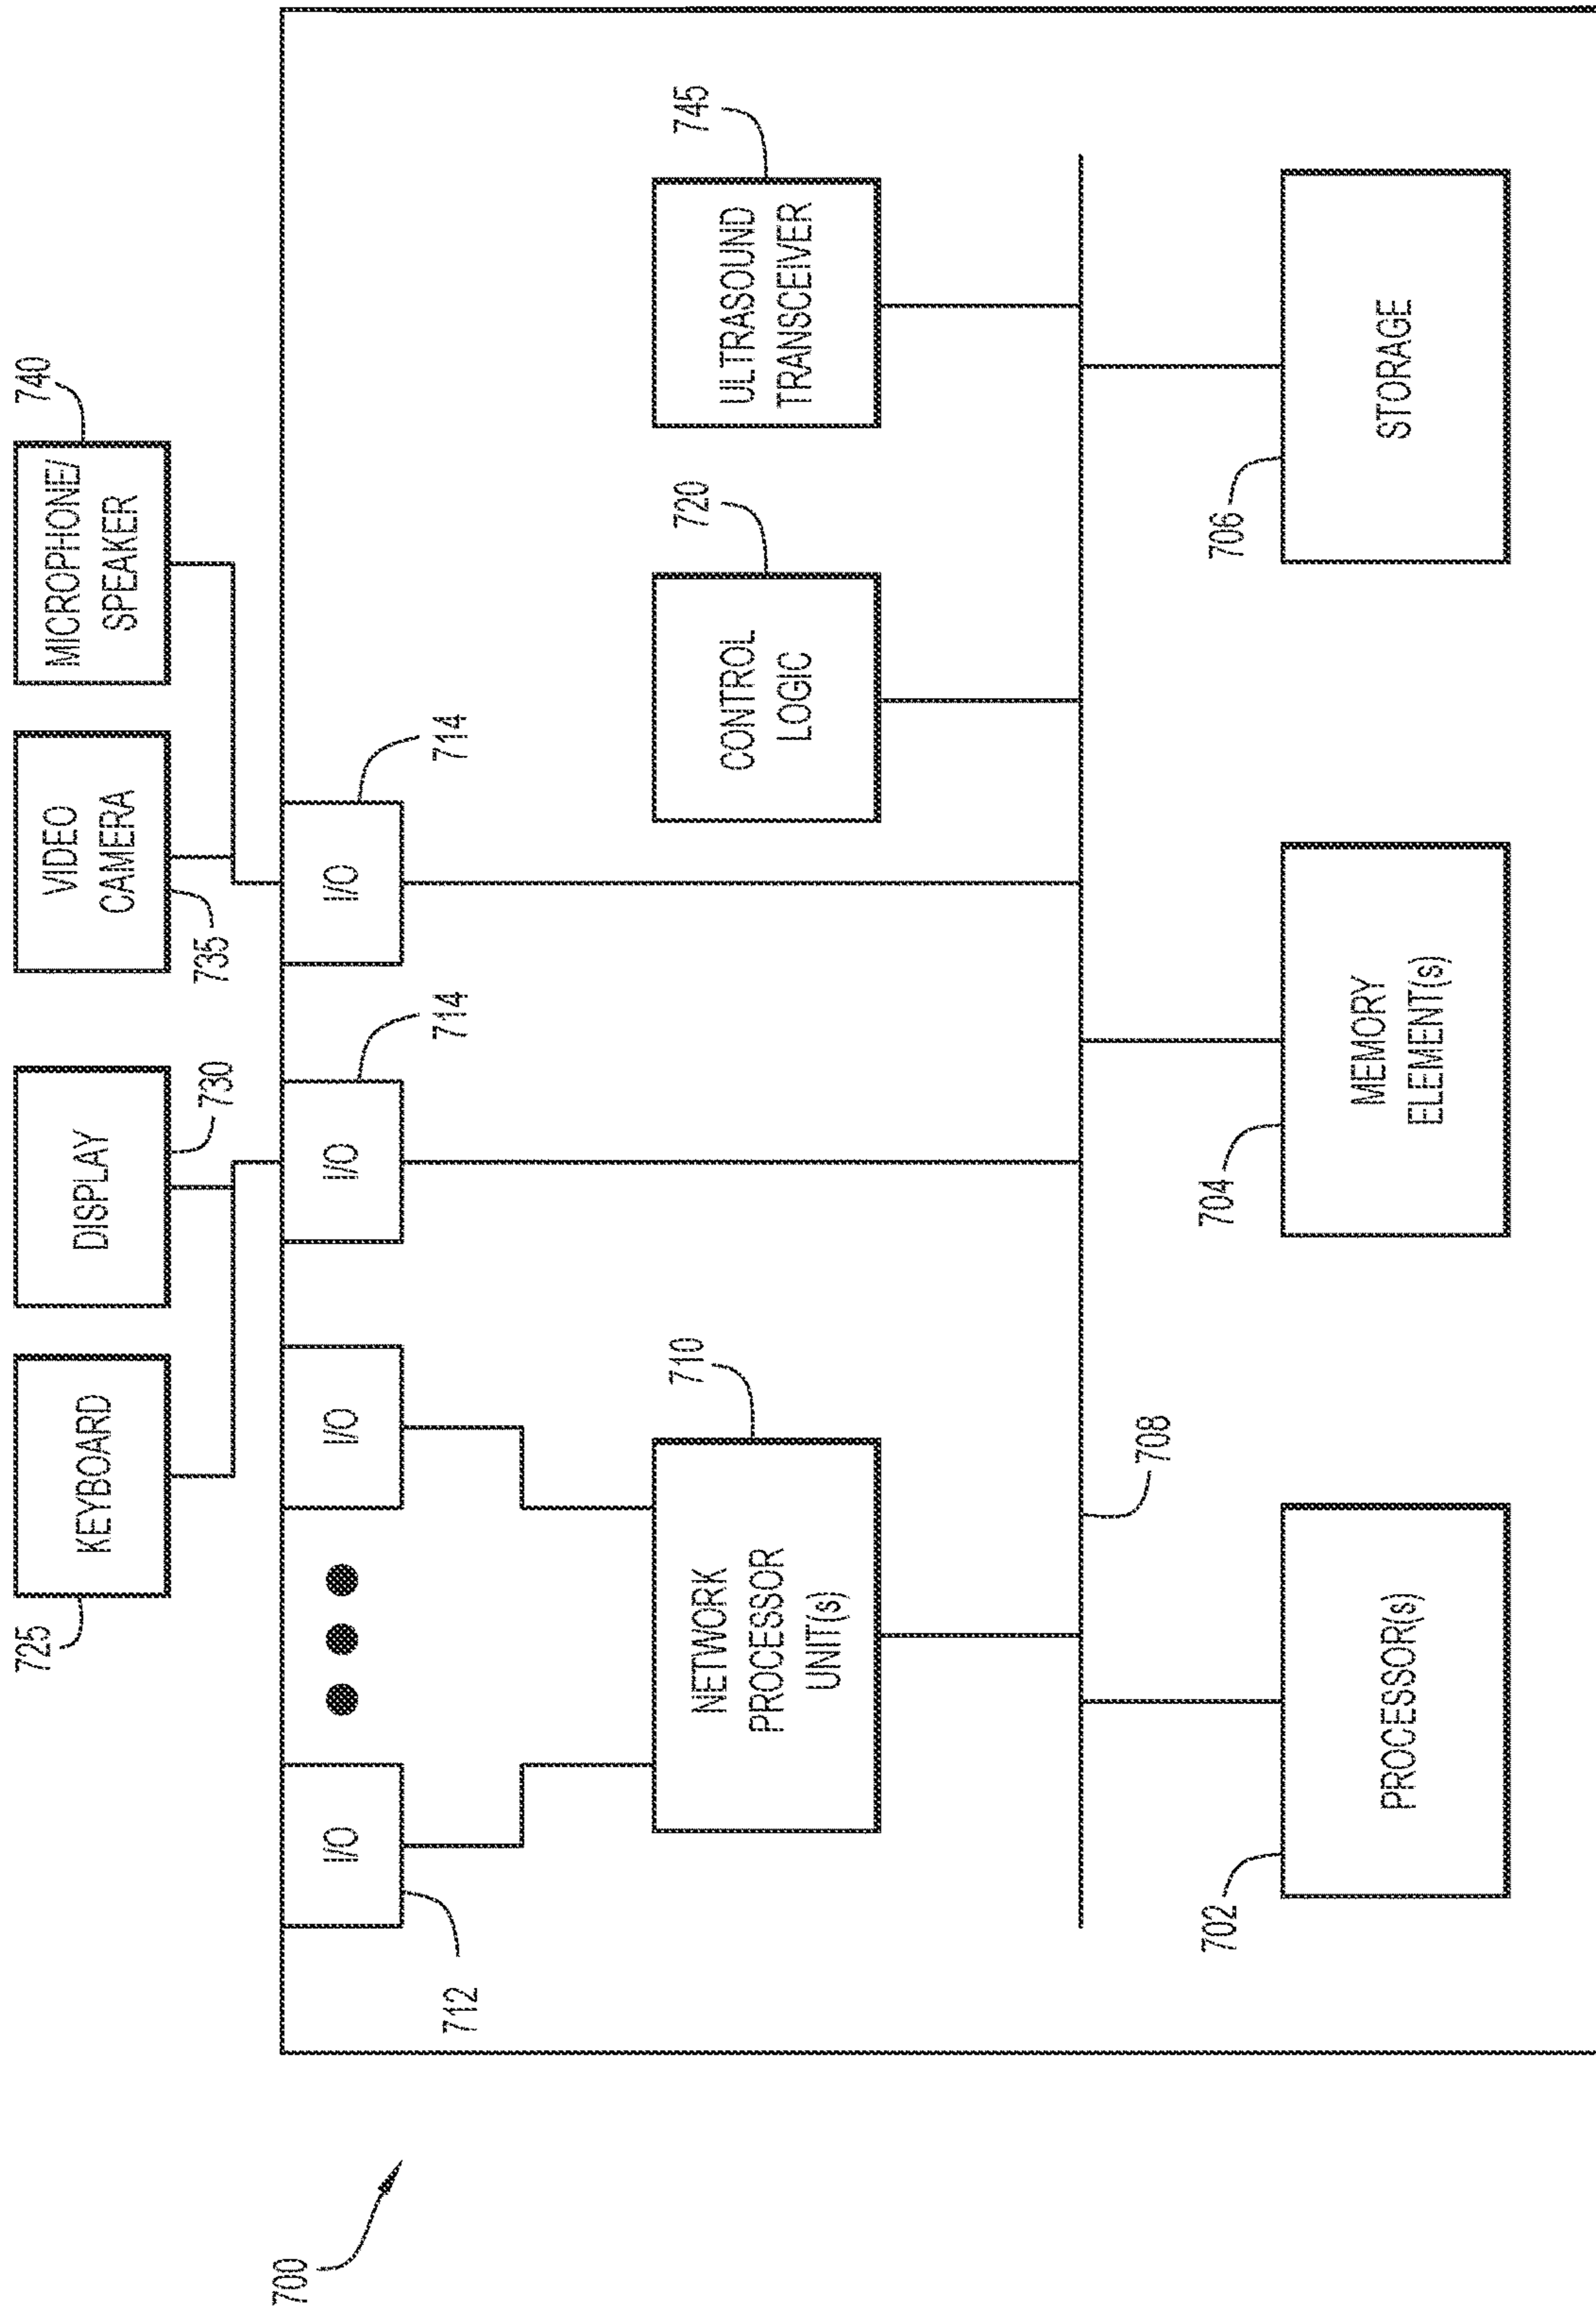 700
725
KEYBOARD
DISPLAY
730
VIDEO
CAMERA
735
MICROPHONE/
SPEAKER
740
I/O
712
I/O
I/O
714
I/O
714
NETWORK
PROCESSOR
UNIT(s)
710
CONTROL
LOGIC
720
ULTRASOUND
TRANSCEIVER
745
708
702
PROCESSOR(s)
704
MEMORY
ELEMENT(s)
706
STORAGE